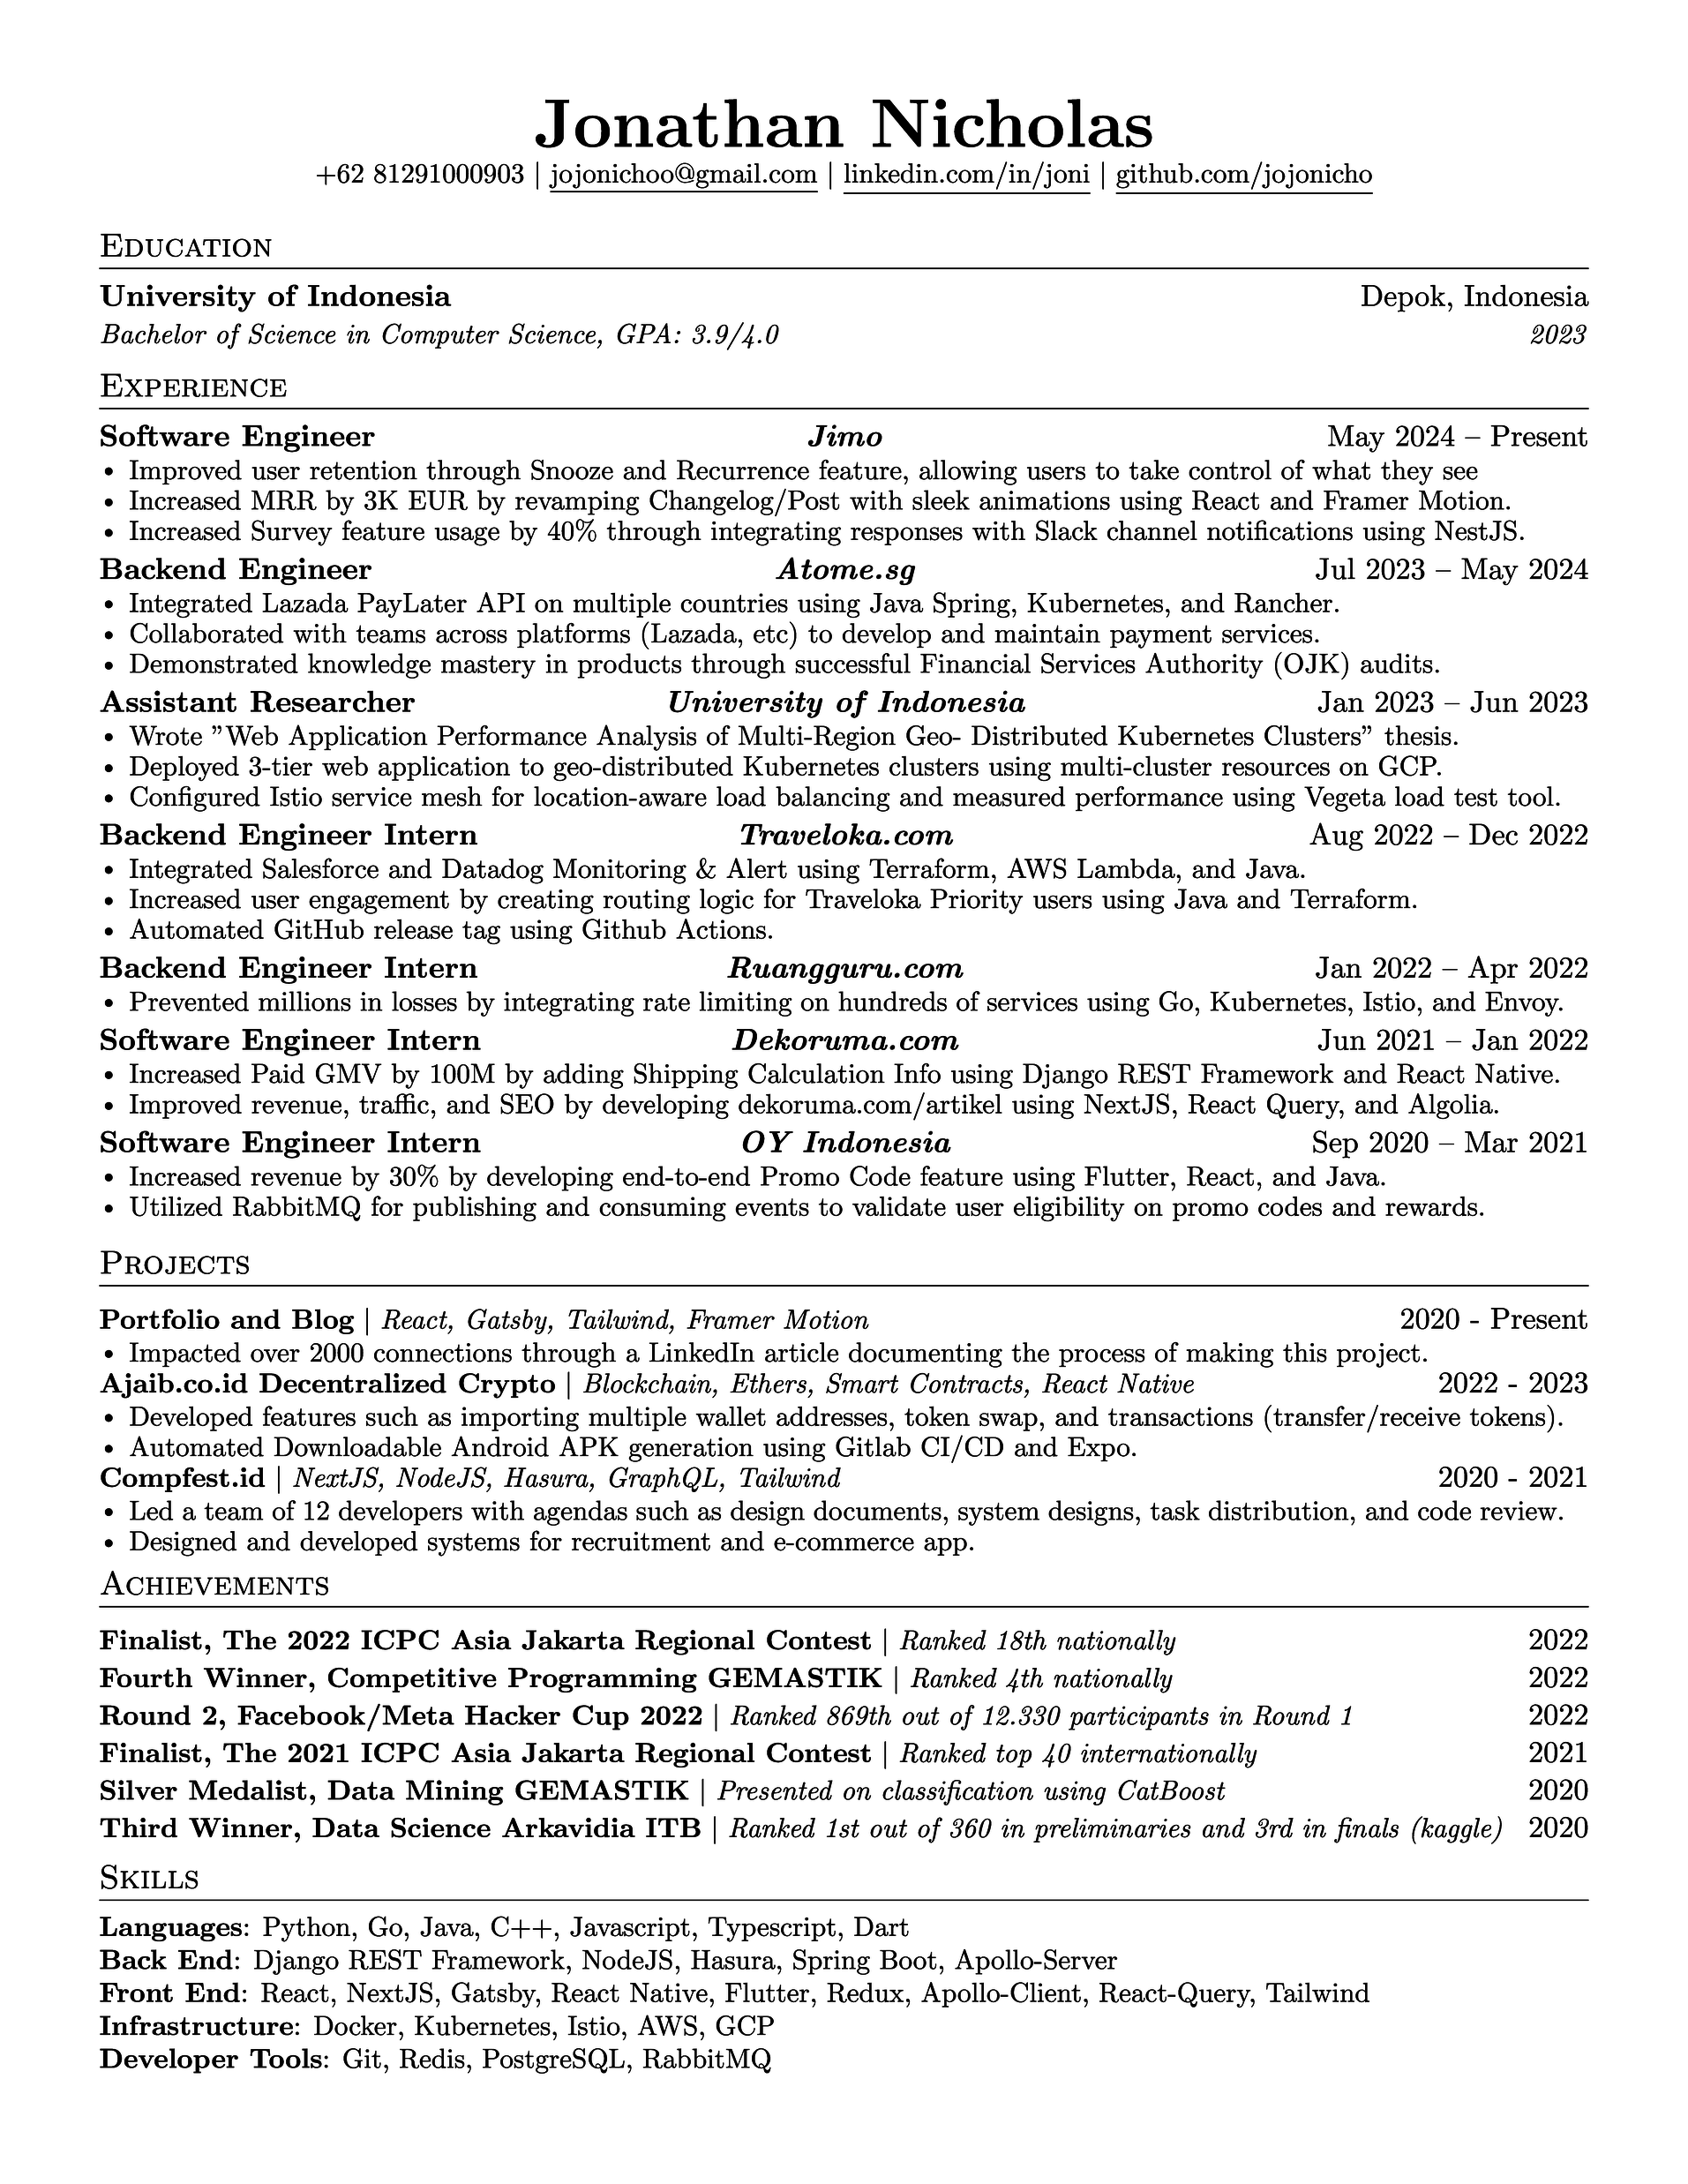 Jonathan Nicholas
+62 81291000903 | jojonichoo@gmail.com | linkedin.com/in/joni | github.com/jojonicho
Education
University of Indonesia Depok, Indonesia
Bachelor of Science in Computer Science, GPA: 3.9/4.0 2023
Experience
Software Engineer Jimo May 2024 – Present
• Improved user retention through Snooze and Recurrence feature, allowing users to take control of what they see
• Increased MRR by 3K EUR by revamping Changelog/Post with sleek animations using React and Framer Motion.
• Increased Survey feature usage by 40% through integrating responses with Slack channel notifications using NestJS.
Backend Engineer Atome.sg Jul 2023 – May 2024
• Integrated Lazada PayLater API on multiple countries using Java Spring, Kubernetes, and Rancher.
• Collaborated with teams across platforms (Lazada, etc) to develop and maintain payment services.
• Demonstrated knowledge mastery in products through successful Financial Services Authority (OJK) audits.
Assistant Researcher University of Indonesia Jan 2023 – Jun 2023
• Wrote ”Web Application Performance Analysis of Multi-Region Geo- Distributed Kubernetes Clusters” thesis.
• Deployed 3-tier web application to geo-distributed Kubernetes clusters using multi-cluster resources on GCP.
• Configured Istio service mesh for location-aware load balancing and measured performance using Vegeta load test tool.
Backend Engineer Intern Traveloka.com Aug 2022 – Dec 2022
• Integrated Salesforce and Datadog Monitoring & Alert using Terraform, AWS Lambda, and Java.
• Increased user engagement by creating routing logic for Traveloka Priority users using Java and Terraform.
• Automated GitHub release tag using Github Actions.
Backend Engineer Intern Ruangguru.com Jan 2022 – Apr 2022
• Prevented millions in losses by integrating rate limiting on hundreds of services using Go, Kubernetes, Istio, and Envoy.
Software Engineer Intern Dekoruma.com Jun 2021 – Jan 2022
• Increased Paid GMV by 100M by adding Shipping Calculation Info using Django REST Framework and React Native.
• Improved revenue, traffic, and SEO by developing dekoruma.com/artikel using NextJS, React Query, and Algolia.
Software Engineer Intern OY Indonesia Sep 2020 – Mar 2021
• Increased revenue by 30% by developing end-to-end Promo Code feature using Flutter, React, and Java.
• Utilized RabbitMQ for publishing and consuming events to validate user eligibility on promo codes and rewards.
Projects
Portfolio and Blog | React, Gatsby, Tailwind, Framer Motion 2020 - Present
• Impacted over 2000 connections through a LinkedIn article documenting the process of making this project.
Ajaib.co.id Decentralized Crypto | Blockchain, Ethers, Smart Contracts, React Native 2022 - 2023
• Developed features such as importing multiple wallet addresses, token swap, and transactions (transfer/receive tokens).
• Automated Downloadable Android APK generation using Gitlab CI/CD and Expo.
Compfest.id | NextJS, NodeJS, Hasura, GraphQL, Tailwind 2020 - 2021
• Led a team of 12 developers with agendas such as design documents, system designs, task distribution, and code review.
• Designed and developed systems for recruitment and e-commerce app.
Achievements
Finalist, The 2022 ICPC Asia Jakarta Regional Contest | Ranked 18th nationally 2022
Fourth Winner, Competitive Programming GEMASTIK | Ranked 4th nationally 2022
Round 2, Facebook/Meta Hacker Cup 2022 | Ranked 869th out of 12.330 participants in Round 1 2022
Finalist, The 2021 ICPC Asia Jakarta Regional Contest | Ranked top 40 internationally 2021
Silver Medalist, Data Mining GEMASTIK | Presented on classification using CatBoost 2020
Third Winner, Data Science Arkavidia ITB | Ranked 1st out of 360 in preliminaries and 3rd in finals (kaggle) 2020
Skills
Languages: Python, Go, Java, C++, Javascript, Typescript, Dart
Back End: Django REST Framework, NodeJS, Hasura, Spring Boot, Apollo-Server
Front End: React, NextJS, Gatsby, React Native, Flutter, Redux, Apollo-Client, React-Query, Tailwind
Infrastructure: Docker, Kubernetes, Istio, AWS, GCP
Developer Tools: Git, Redis, PostgreSQL, RabbitMQ